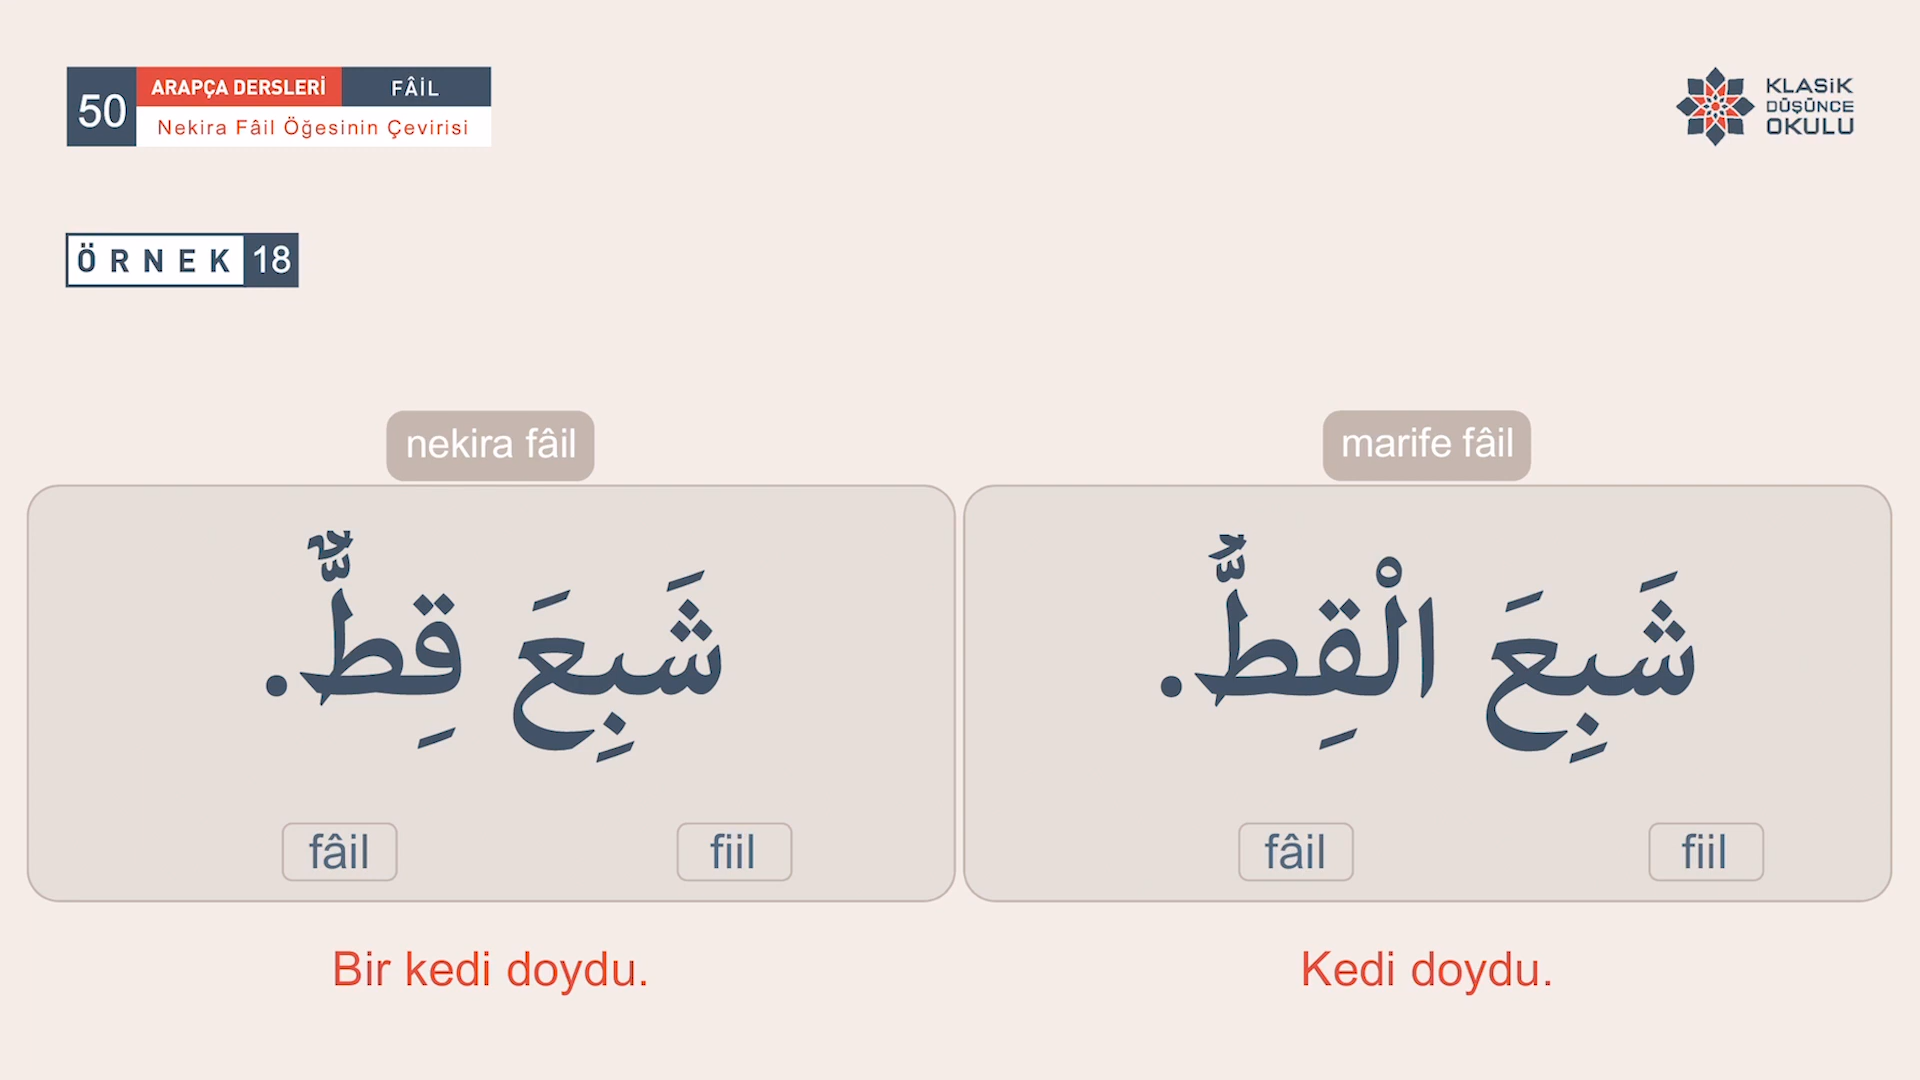 50
ARAPÇA DERSLERİ
FÂİL
Nekira Fâil Öğesinin Çevirisi
KLASİK
DÜŞÜNCE
OKULU
ÖRNEK 18
nekira fâil
شَبِعَ قِطٌّ.
fâil
fiil
Bir kedi doydu.
marife fâil
شَبِعَ الْقِطُّ.
fâil
fiil
Kedi doydu.